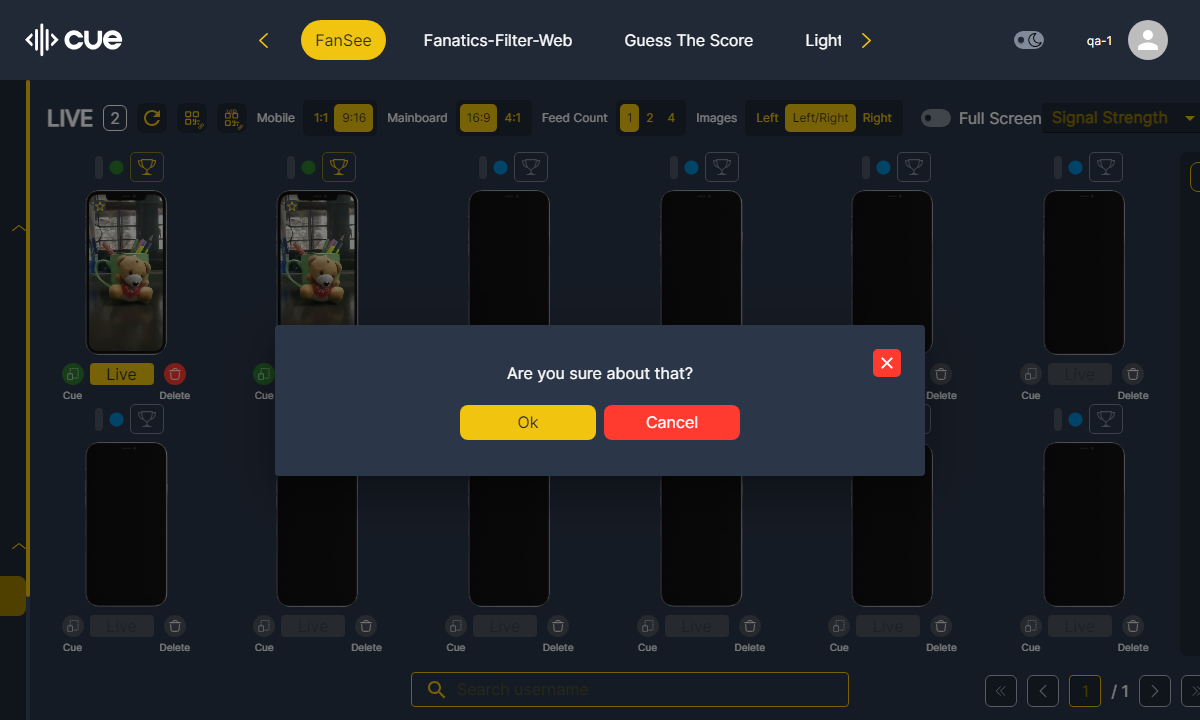 cue
FanSee
Fanatics-Filter-Web
Guess The Score
Light
qa-1
LIVE 2
Mobile 1:1 9:16
Mainboard 16:9 4:1
Feed Count 1 2 4
Images Left Left/Right Right
Full Screen
Signal Strength
Live
Live
Cue Delete Cue Delete Cue Delete
Are you sure about that?
Ok Cancel
Live Live Live Live Live Live
Cue Delete Cue Delete Cue Delete Cue Delete Cue Delete Cue Delete
Search username
1 / 1